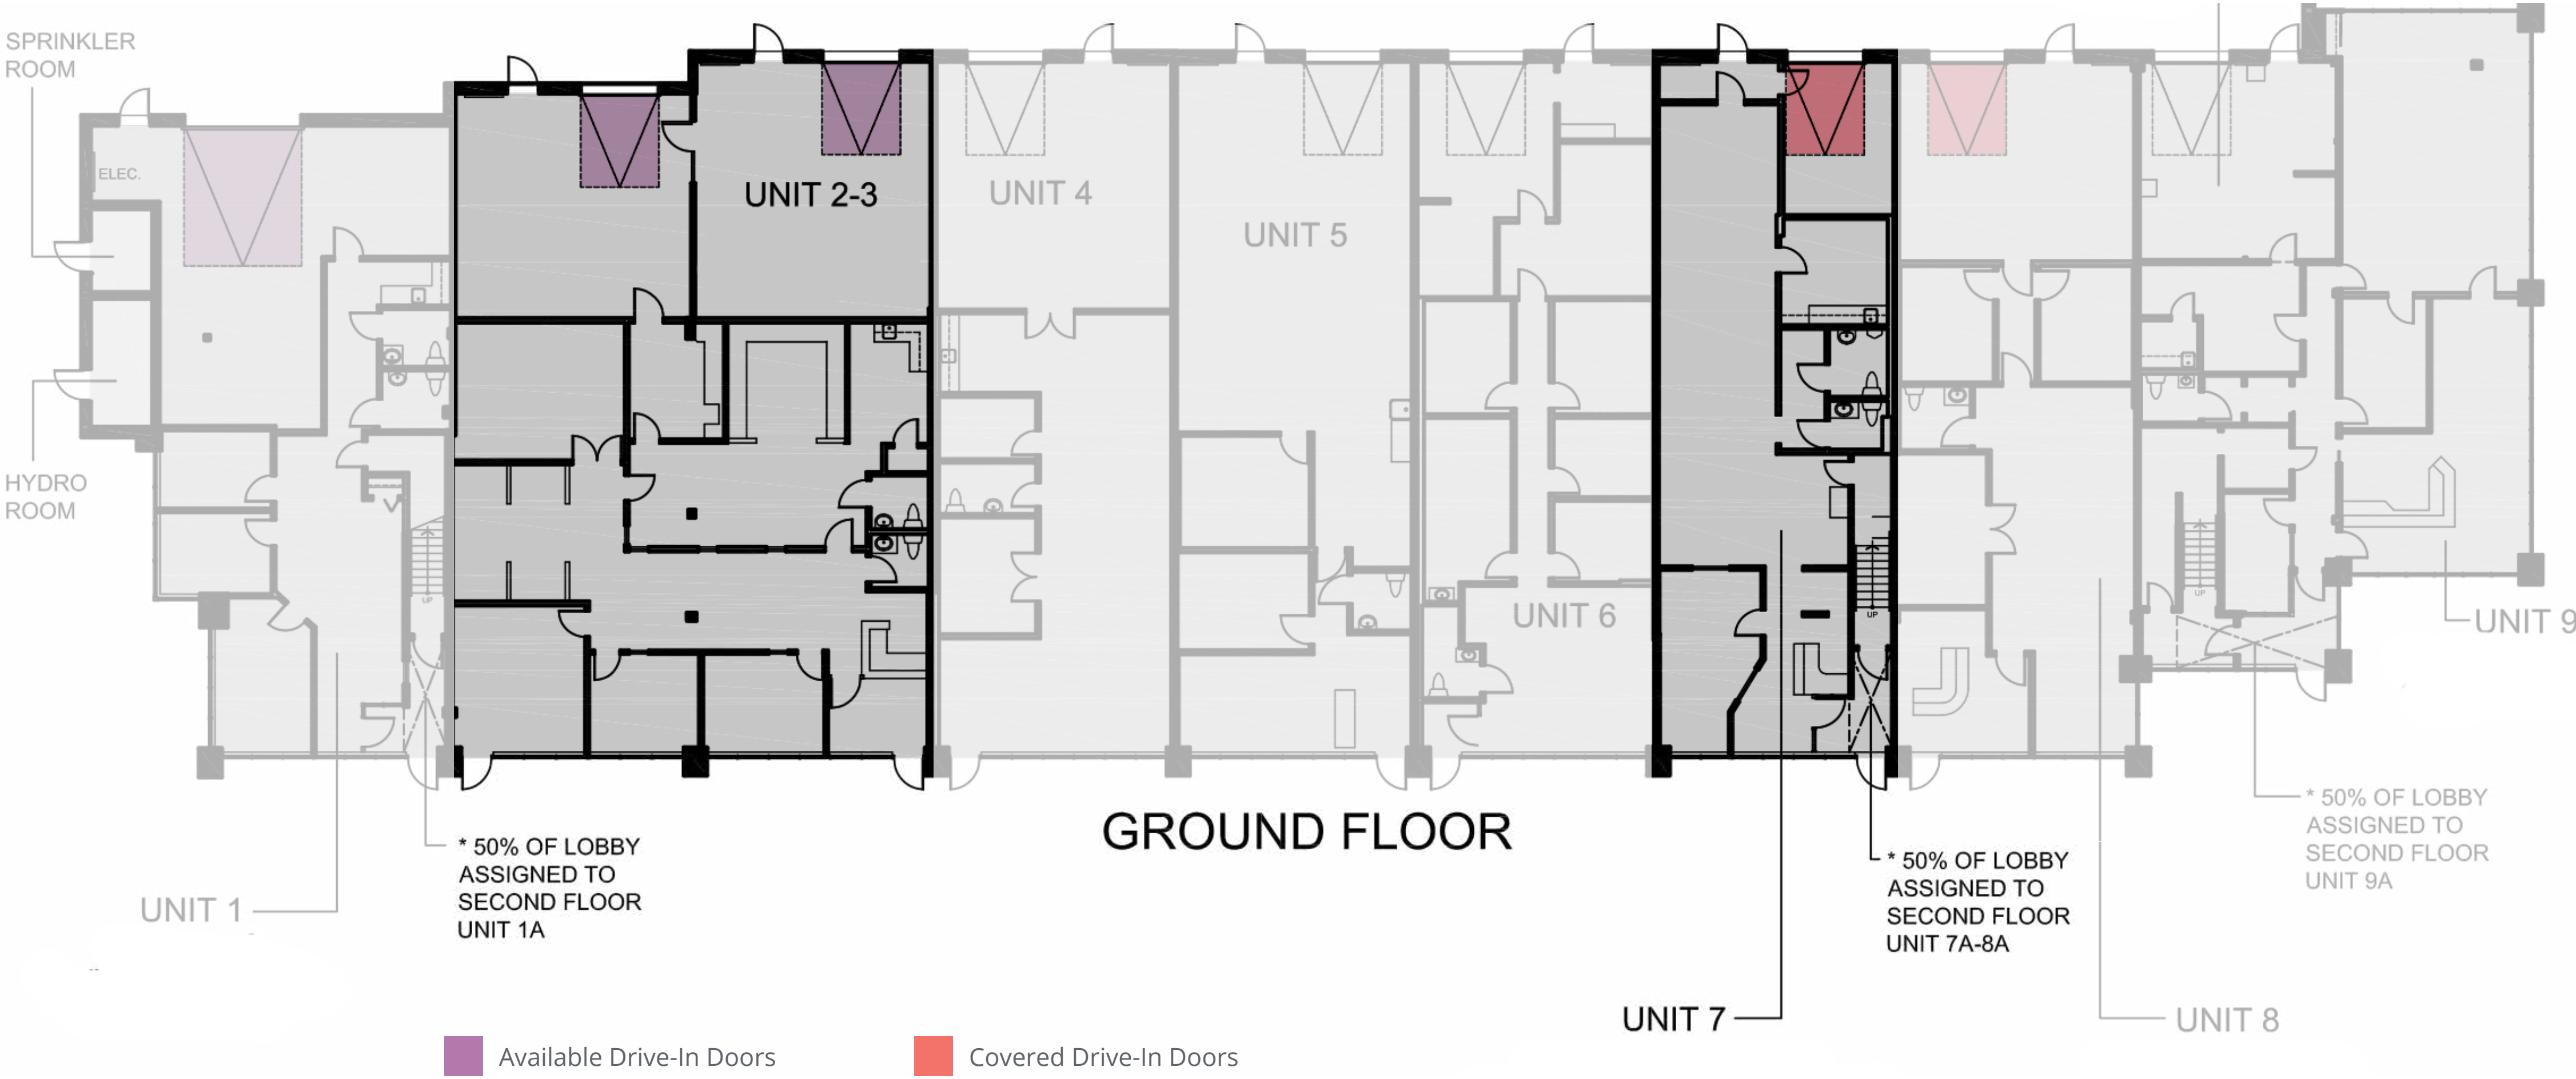 SPRINKLER
ROOM
ELEC.
HYDRO
ROOM
UNIT 2-3
UNIT 4
UNIT 5
UNIT 6
UP
UP
UP
UNIT 9
GROUND FLOOR
* 50% OF LOBBY
ASSIGNED TO
SECOND FLOOR
UNIT 1A
UNIT 1
* 50% OF LOBBY
ASSIGNED TO
SECOND FLOOR
UNIT 7A-8A
* 50% OF LOBBY
ASSIGNED TO
SECOND FLOOR
UNIT 9A
UNIT 7
UNIT 8
Available Drive-In Doors
Covered Drive-In Doors